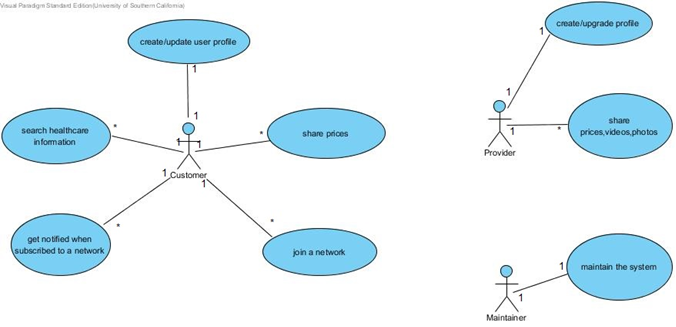 Visual Paradigm Standard Edition(University of Southern California)
create/update user profile
1
1
search healthcare
information
*
1
1
*
share prices
Customer
1
1
*
get notified when
subscribed to a network
*
join a network
create/upgrade profile
1
1
Provider
1
*
share
prices,videos,photos
Maintainer
1
1
maintain the system